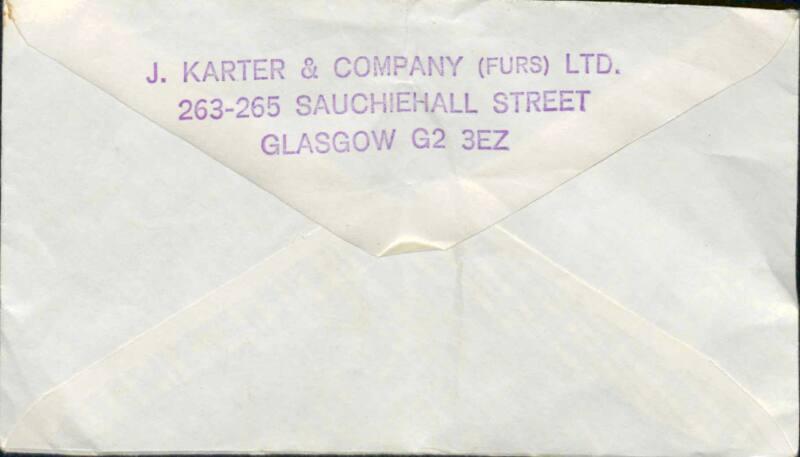 J. KARTER & COMPANY (FURS) LTD.
263-265 SAUCHIEHALL STREET
GLASGOW G2 3EZ